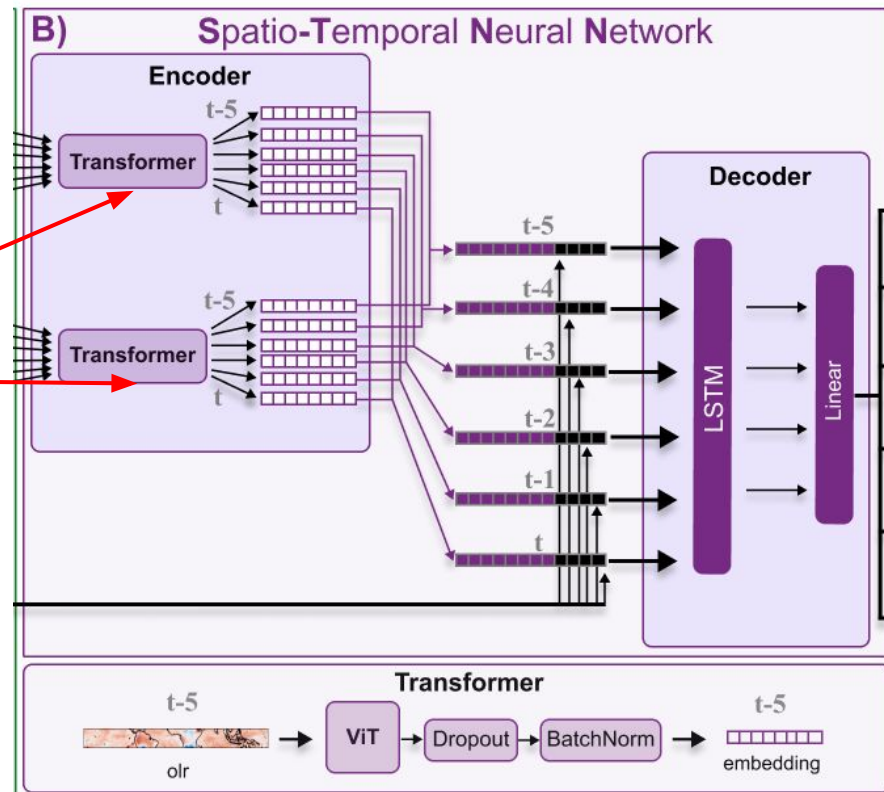 B) Spatio-Temporal Neural Network
Encoder
t-5
Transformer
t
t-5
Transformer
t
t-5
t-4
t-3
t-2
t-1
t
Decoder
LSTM
Linear
Transformer
t-5
olr
ViT
Dropout
BatchNorm
t-5
embedding